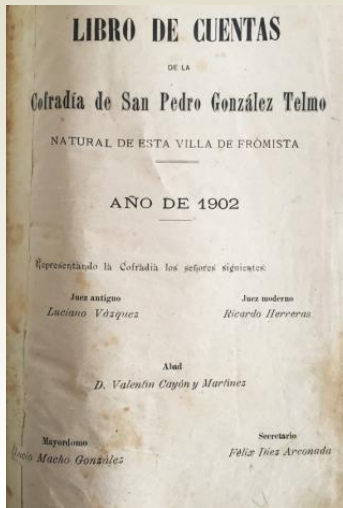 LIBRO DE CUENTAS
DE LA
Cofradía de San Pedro González Telmo
NATURAL DE ESTA VILLA DE FRÓMISTA
AÑO DE 1902
Representando la Cofradía los señores siguientes:
Juez antiguo Juez moderno
Luciano Vázquez Ricardo Herreras
Abad
D. Valentín Cayón y Martínez
Mayordomo Secretario
Macho González Félix Díez Arconada